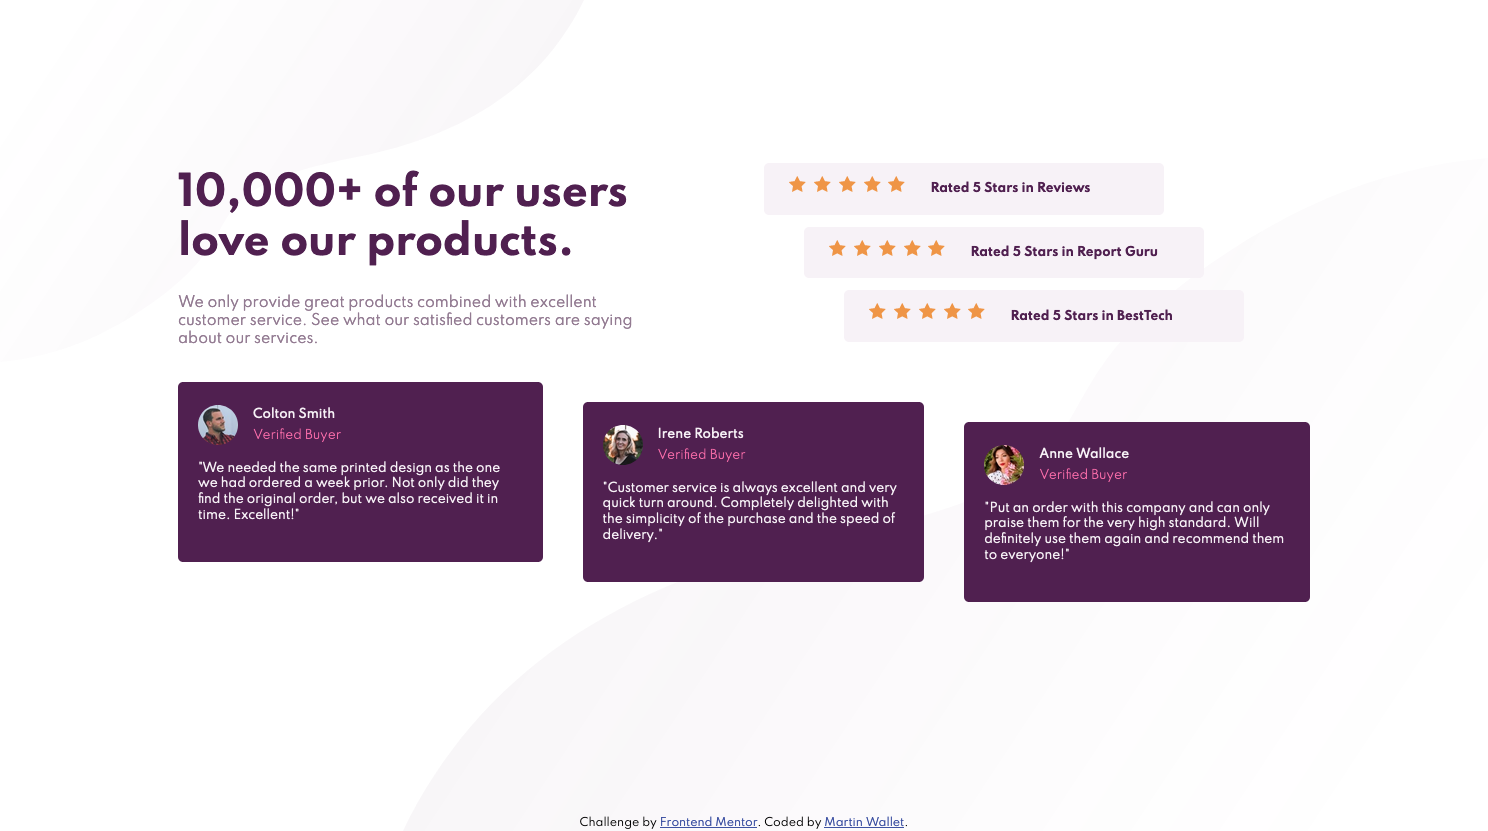 10,000+ of our users
love our products.
We only provide great products combined with excellent
customer service. See what our satisfied customers are saying
about our services.
Rated 5 Stars in Reviews
Rated 5 Stars in Report Guru
Rated 5 Stars in BestTech
Colton Smith
Verified Buyer
"We needed the same printed design as the one
we had ordered a week prior. Not only did they
find the original order, but we also received it in
time. Excellent!"
Irene Roberts
Verified Buyer
"Customer service is always excellent and very
quick turn around. Completely delighted with
the simplicity of the purchase and the speed of
delivery."
Anne Wallace
Verified Buyer
"Put an order with this company and can only
praise them for the very high standard. Will
definitely use them again and recommend them
to everyone!"
Challenge by Frontend Mentor. Coded by Martin Wallet.